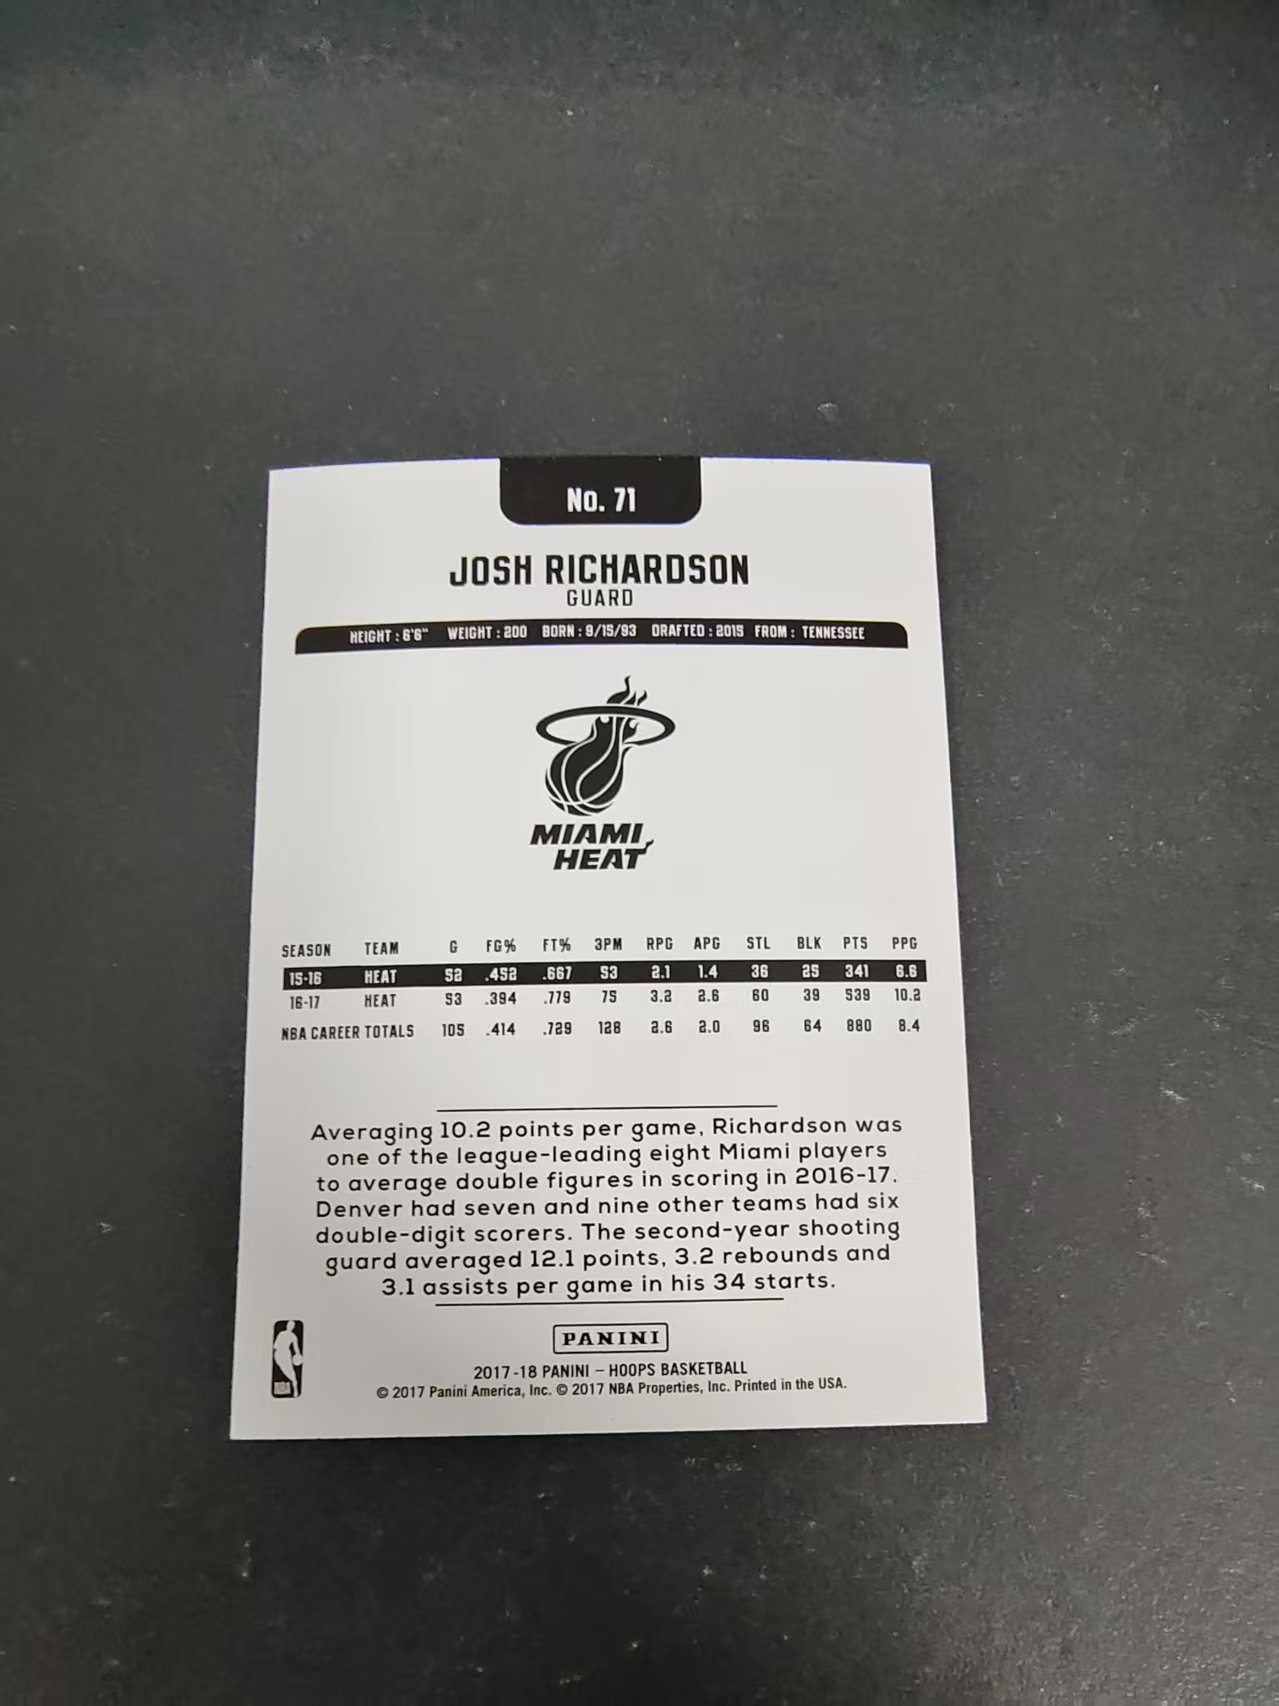 No. 71
JOSH RICHARDSON
GUARD
HEIGHT : 6'6" WEIGHT : 200 BORN : 9/15/93 DRAFTED : 2015 FROM : TENNESSEE
MIAMI
HEAT
SEASON TEAM G FG% FT% 3PM RPG APG STL BLK PTS PPG
15-16 HEAT 52 .452 .667 53 2.1 1.4 36 25 341 6.6
16-17 HEAT 53 .394 .779 75 3.2 2.6 60 39 539 10.2
NBA CAREER TOTALS 105 .414 .729 128 2.6 2.0 96 64 880 8.4
Averaging 10.2 points per game, Richardson was
one of the league-leading eight Miami players
to average double figures in scoring in 2016-17.
Denver had seven and nine other teams had six
double-digit scorers. The second-year shooting
guard averaged 12.1 points, 3.2 rebounds and
3.1 assists per game in his 34 starts.
NBA
PANINI
2017-18 PANINI – HOOPS BASKETBALL
© 2017 Panini America, Inc. © 2017 NBA Properties, Inc. Printed in the USA.